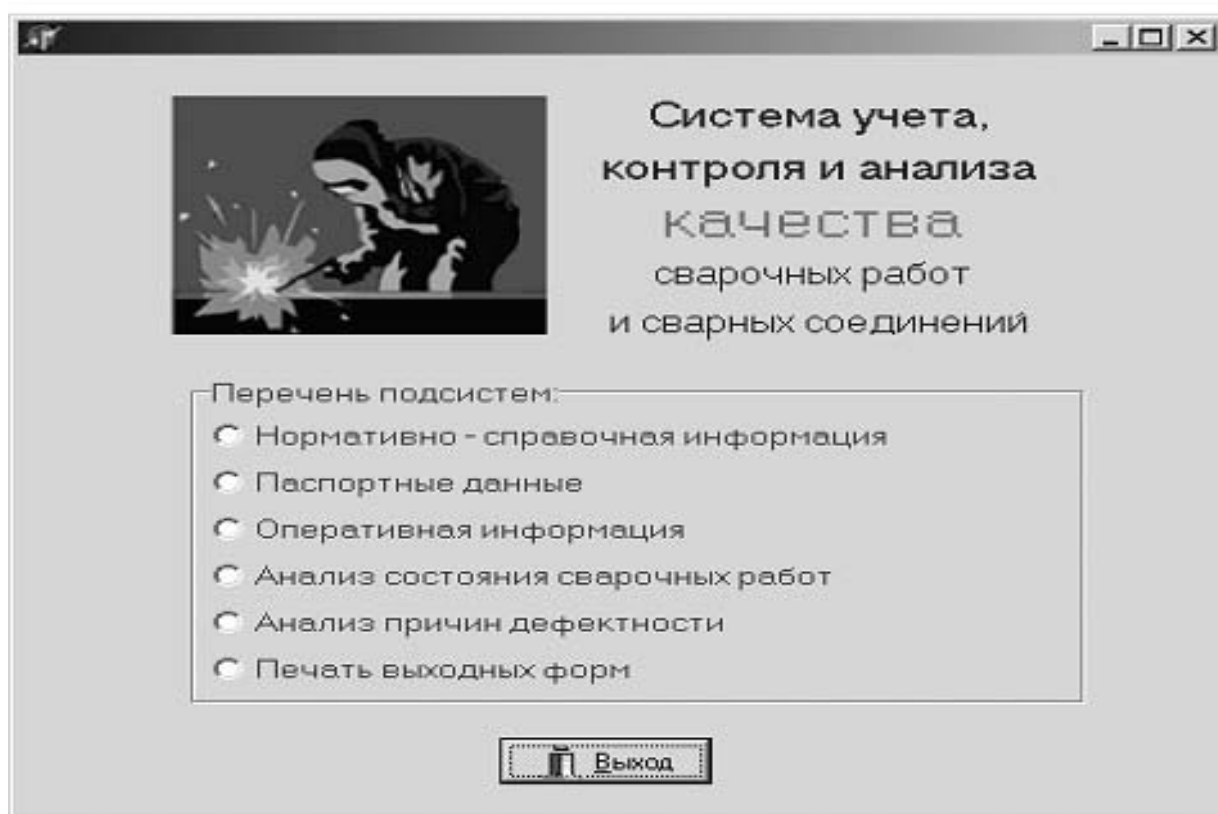 Система учета,
контроля и анализа
качества
сварочных работ
и сварных соединений
Перечень подсистем:
Нормативно - справочная информация
Паспортные данные
Оперативная информация
Анализ состояния сварочных работ
Анализ причин дефектности
Печать выходных форм
Выход